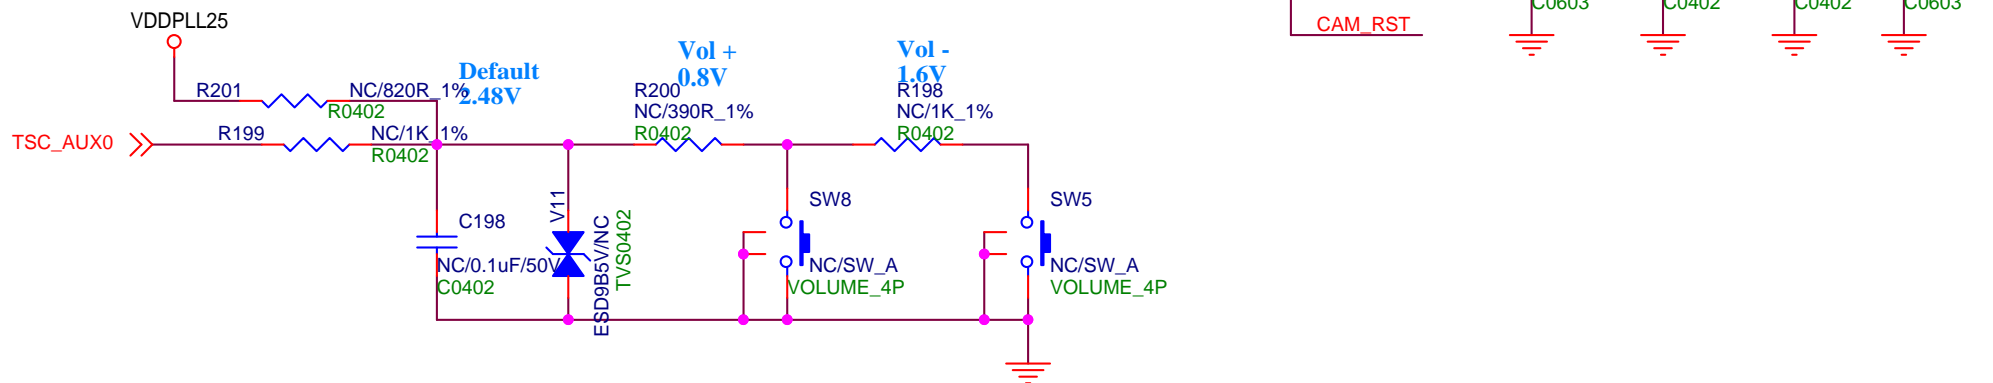 VDDPLL25
CAM_RST
C0603
C0402
C0402
C0603
Default
2.48V
Vol +
0.8V
Vol -
1.6V
R201
NC/820R_1%
R0402
R200
NC/390R_1%
R0402
R198
NC/1K_1%
R0402
TSC_AUX0
R199
NC/1K_1%
R0402
C198
NC/0.1uF/50V
C0402
V11
ESD9B5V/NC
TVS0402
SW8
NC/SW_A
VOLUME_4P
SW5
NC/SW_A
VOLUME_4P